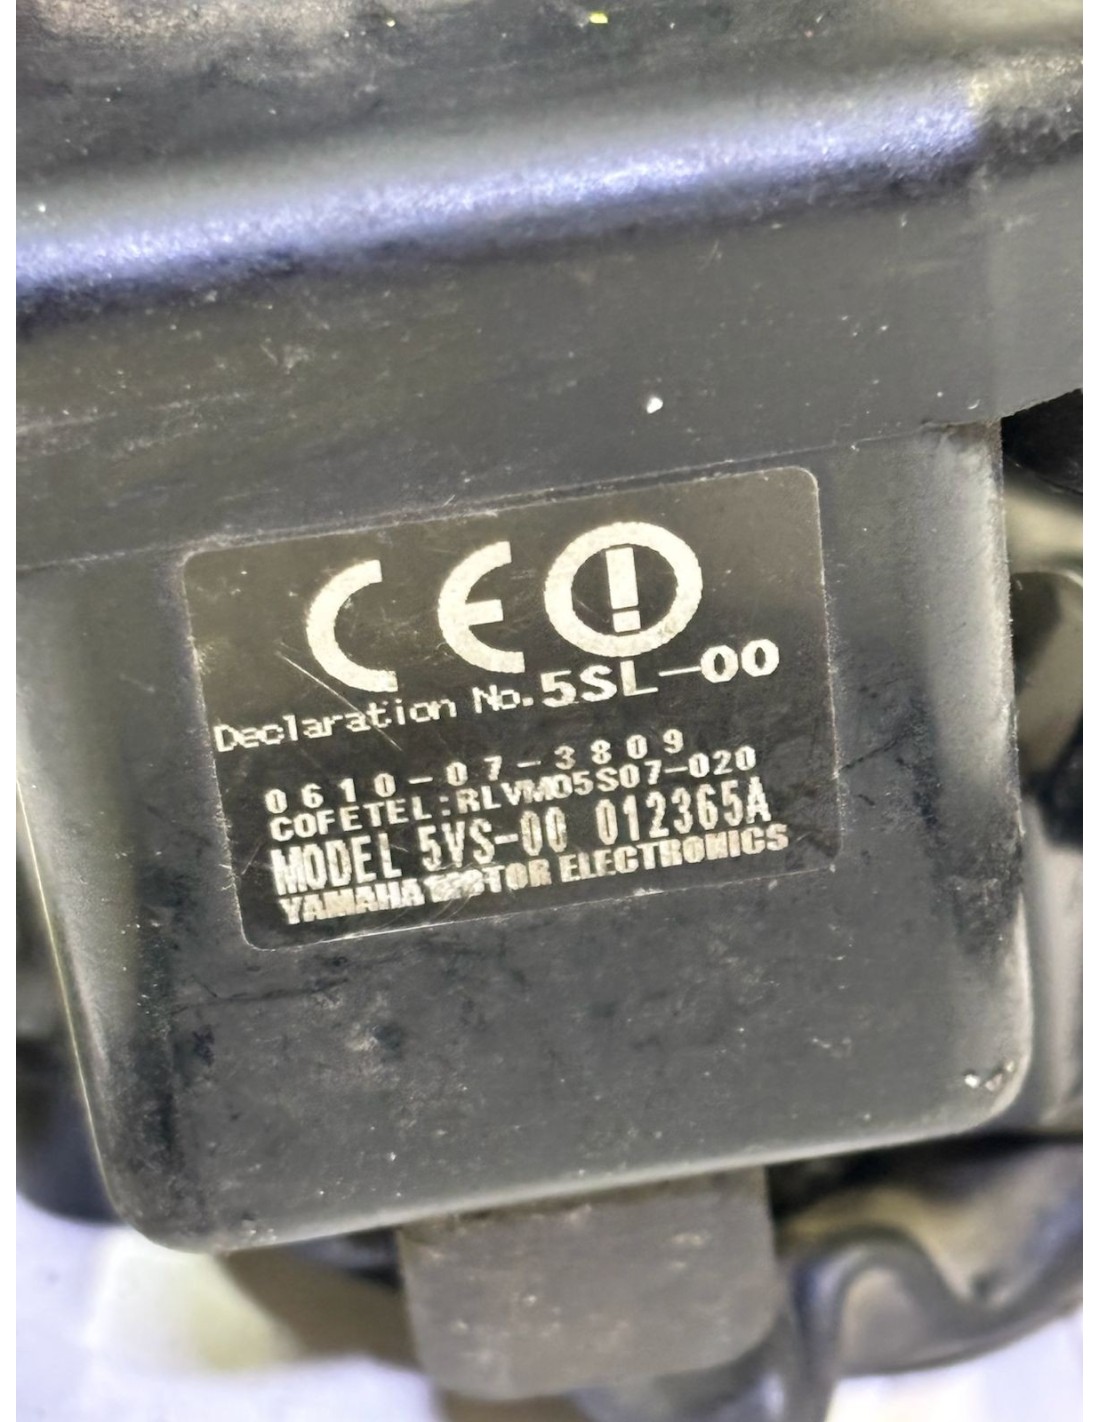 CE
Declaration No.5SL-00
0610-07-3809
COFETEL:RLVM05S07-020
MODEL 5VS-00 012365A
YAMAHA MOTOR ELECTRONICS